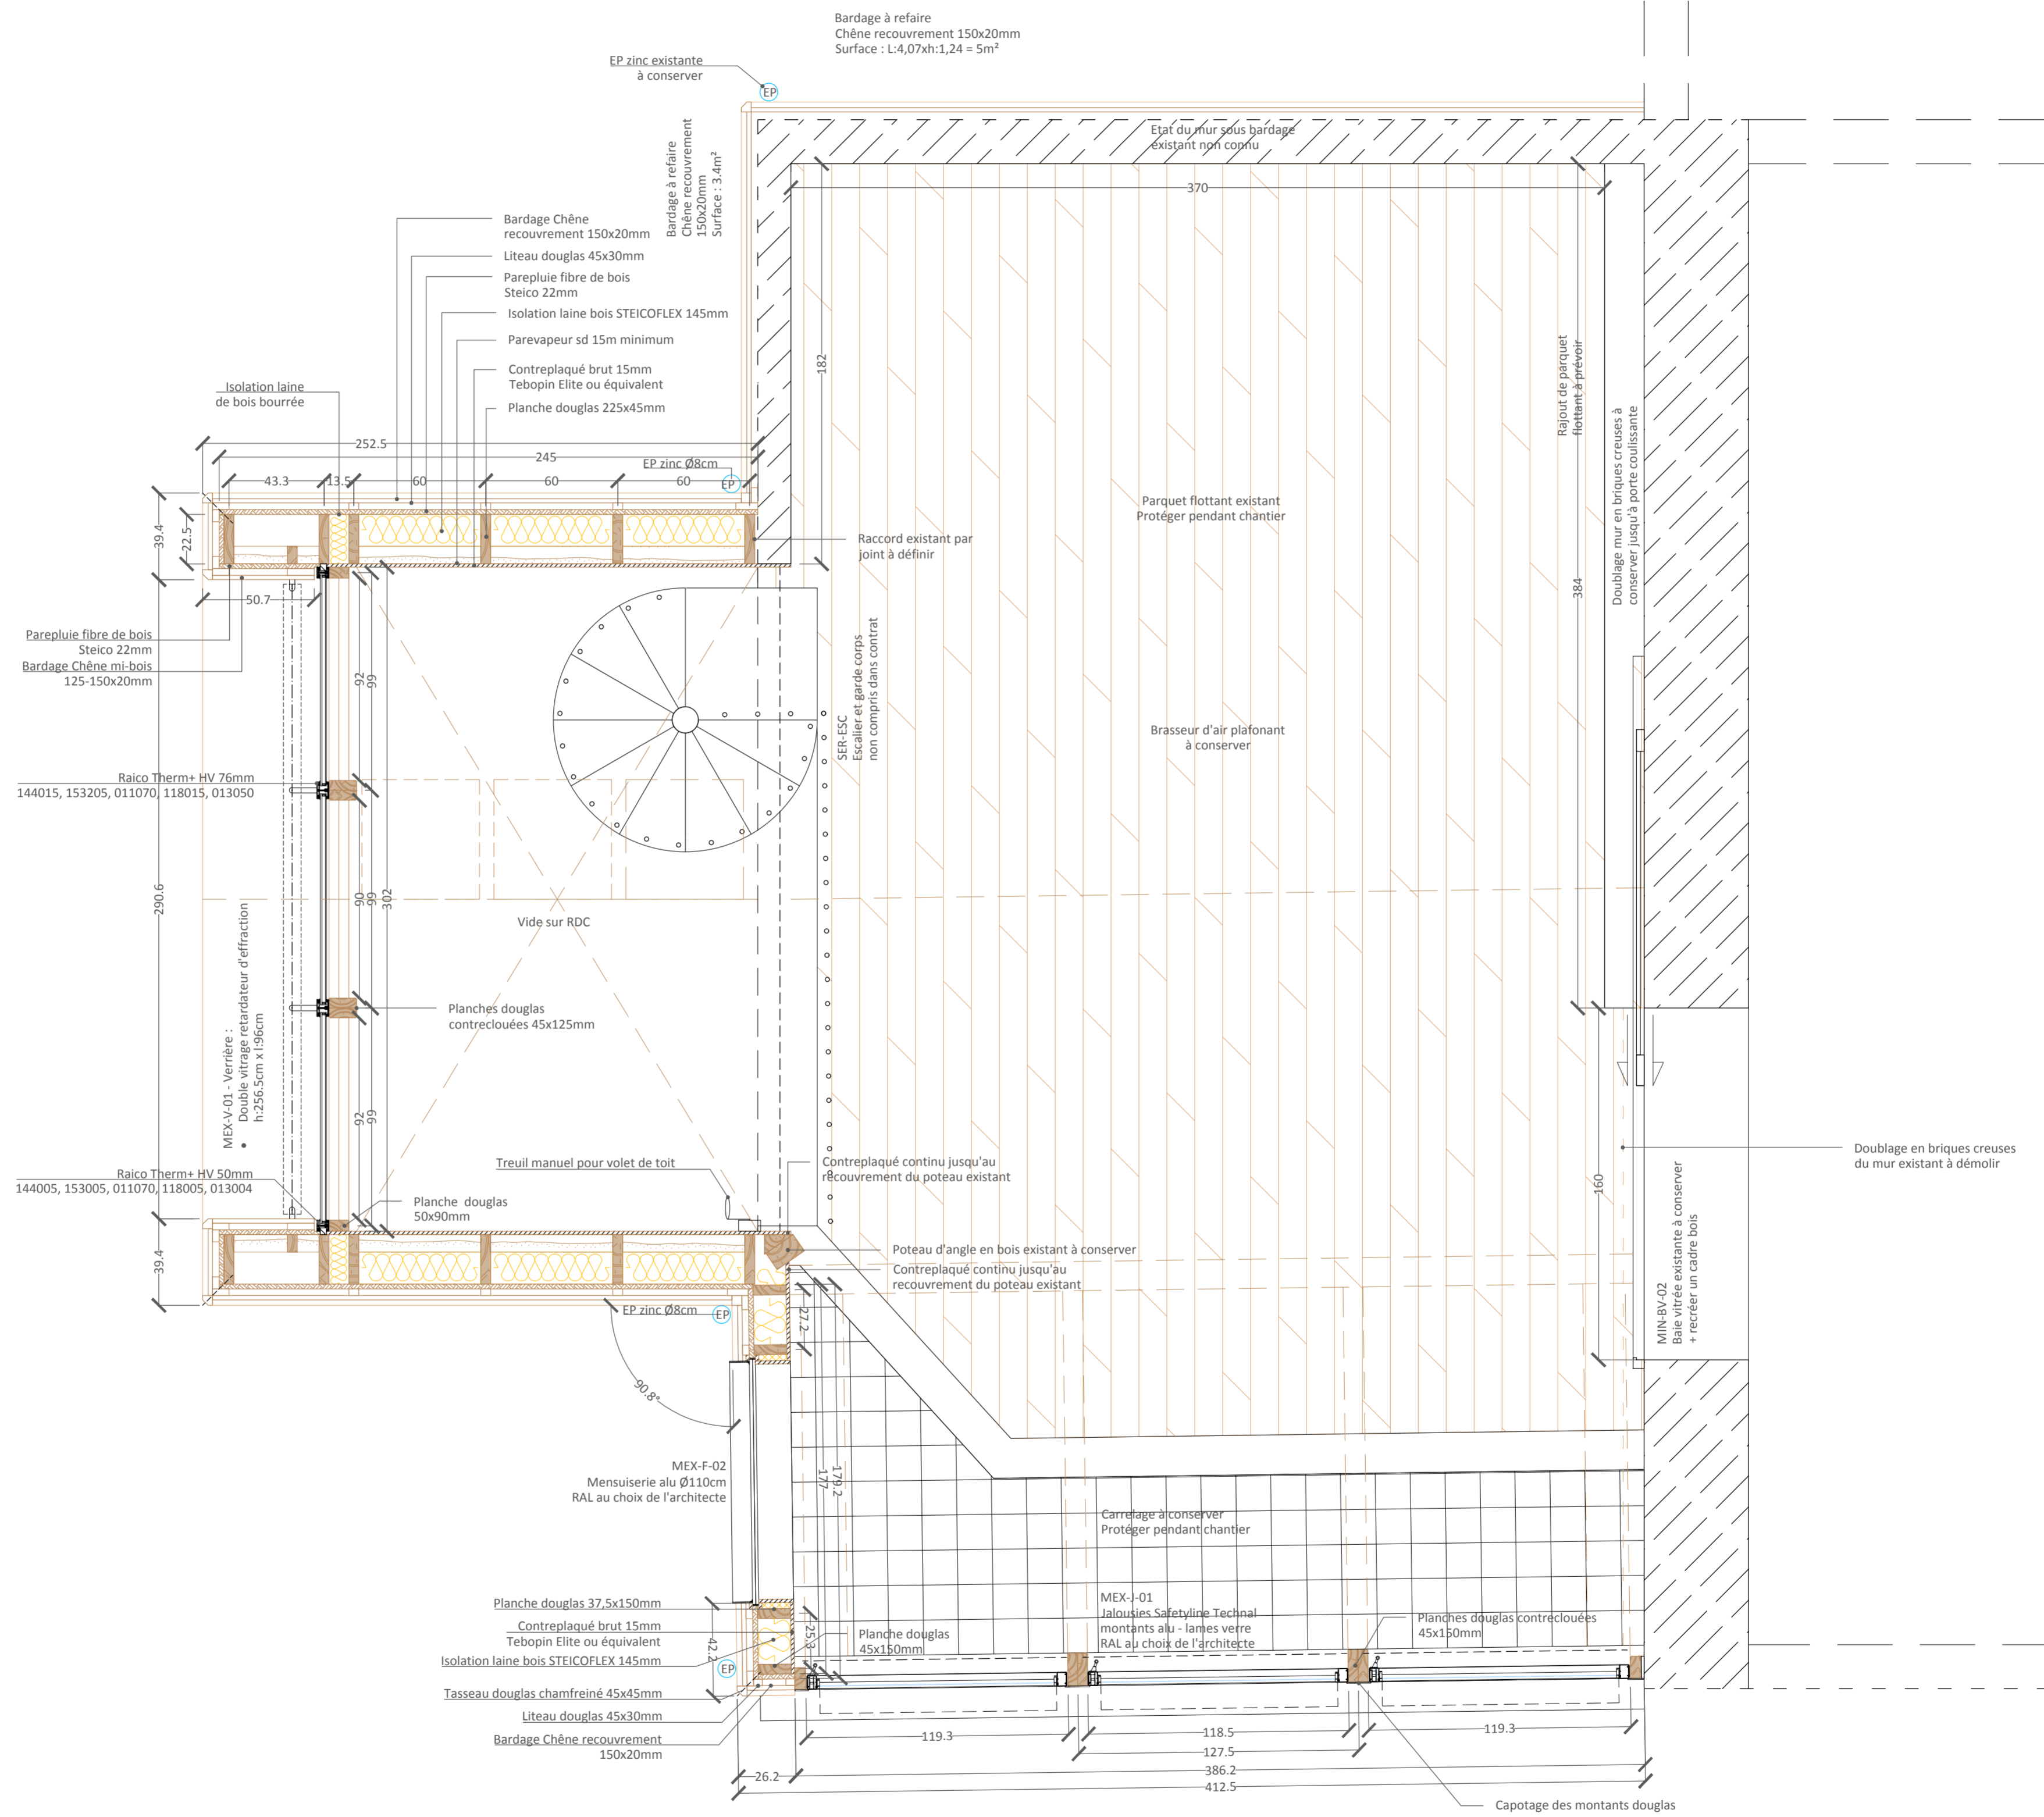 Bardage à refaire
Chêne recouvrement 150x20mm
Surface : L:4,07xh:1,24 = 5m²
EP zinc existante
à conserver
EP
Etat du mur sous bardage
existant non connu
Bardage à refaire
Chêne recouvrement
150x20mm
Surface : 3.4m²
370
Bardage Chêne
recouvrement 150x20mm
Liteau douglas 45x30mm
Parepluie fibre de bois
Steico 22mm
Isolation laine bois STEICOFLEX 145mm
Parevapeur sd 15m minimum
Contreplaqué brut 15mm
Tebopin Elite ou équivalent
Planche douglas 225x45mm
Isolation laine
de bois bourrée
182
Rajout de parquet
flottant à prévoir
Doublage mur en briques creuses à
conserver jusqu'à porte coulissante
252.5
245
EP zinc Ø8cm
43.3
13.5
60
60
60
EP
39.4
22.5
Parquet flottant existant
Protéger pendant chantier
Raccord existant par
joint à définir
384
50.7
Parepluie fibre de bois
Steico 22mm
Bardage Chêne mi-bois
125-150x20mm
92
99
SER-ESC
Escalier et garde corps
non compris dans contrat
Brasseur d'air plafonant
à conserver
Raico Therm+ HV 76mm
144015, 153205, 011070, 118015, 013050
290.6
90
99
302
Vide sur RDC
MEX-V-01 - Verrière :
• Double vitrage retardateur d'effraction
h:256.5cm x l:96cm
Planches douglas
contreclouées 45x125mm
92
99
Treuil manuel pour volet de toit
Contreplaqué continu jusqu'au
recouvrement du poteau existant
160
Doublage en briques creuses
du mur existant à démolir
Raico Therm+ HV 50mm
144005, 153005, 011070, 118005, 013004
Planche douglas
50x90mm
39.4
Poteau d'angle en bois existant à conserver
Contreplaqué continu jusqu'au
recouvrement du poteau existant
MIN-BV-02
Baie vitrée existante à conserver
+ recréer un cadre bois
EP zinc Ø8cm
EP
27.2
90.8°
MEX-F-02
Mensuiserie alu Ø110cm
RAL au choix de l'architecte
177
179.2
Carrelage à conserver
Protéger pendant chantier
Planche douglas 37,5x150mm
Contreplaqué brut 15mm
Tebopin Elite ou équivalent
Isolation laine bois STEICOFLEX 145mm
Tasseau douglas chamfreiné 45x45mm
Liteau douglas 45x30mm
Bardage Chêne recouvrement
150x20mm
42.2
EP
25.3
Planche douglas
45x150mm
MEX-J-01
Jalousies Safetyline Technal
montants alu - lames verre
RAL au choix de l'architecte
Planches douglas contreclouées
45x150mm
119.3
118.5
119.3
127.5
26.2
386.2
412.5
Capotage des montants douglas